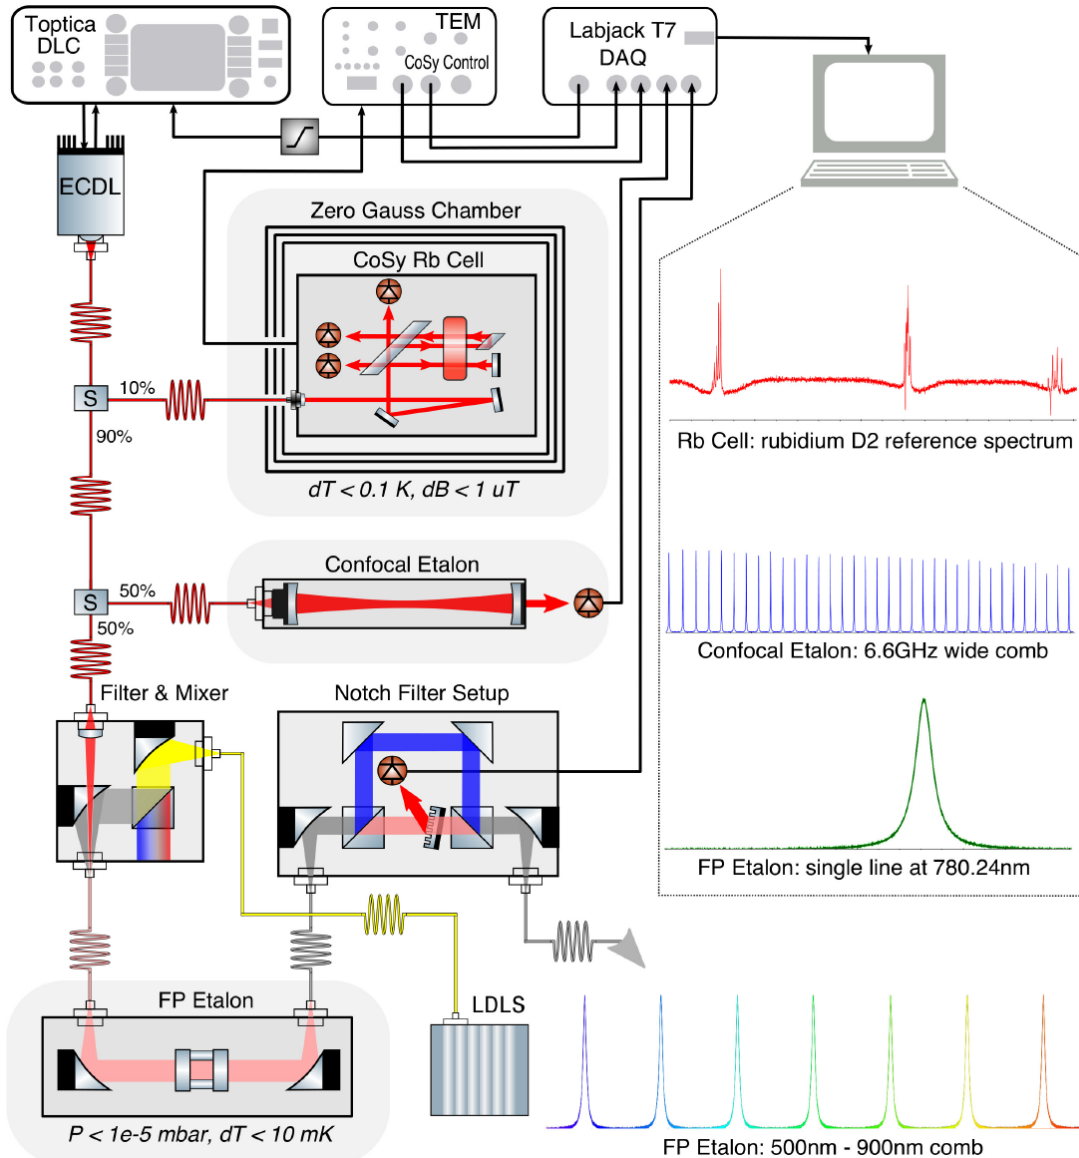 Toptica
DLC
TEM
CoSy Control
Labjack T7
DAQ
ECDL
Zero Gauss Chamber
CoSy Rb Cell
S
10%
90%
dT < 0.1 K, dB < 1 uT
Rb Cell: rubidium D2 reference spectrum
Confocal Etalon
S
50%
50%
Confocal Etalon: 6.6GHz wide comb
Filter & Mixer
Notch Filter Setup
FP Etalon: single line at 780.24nm
FP Etalon
LDLS
P < 1e-5 mbar, dT < 10 mK
FP Etalon: 500nm - 900nm comb